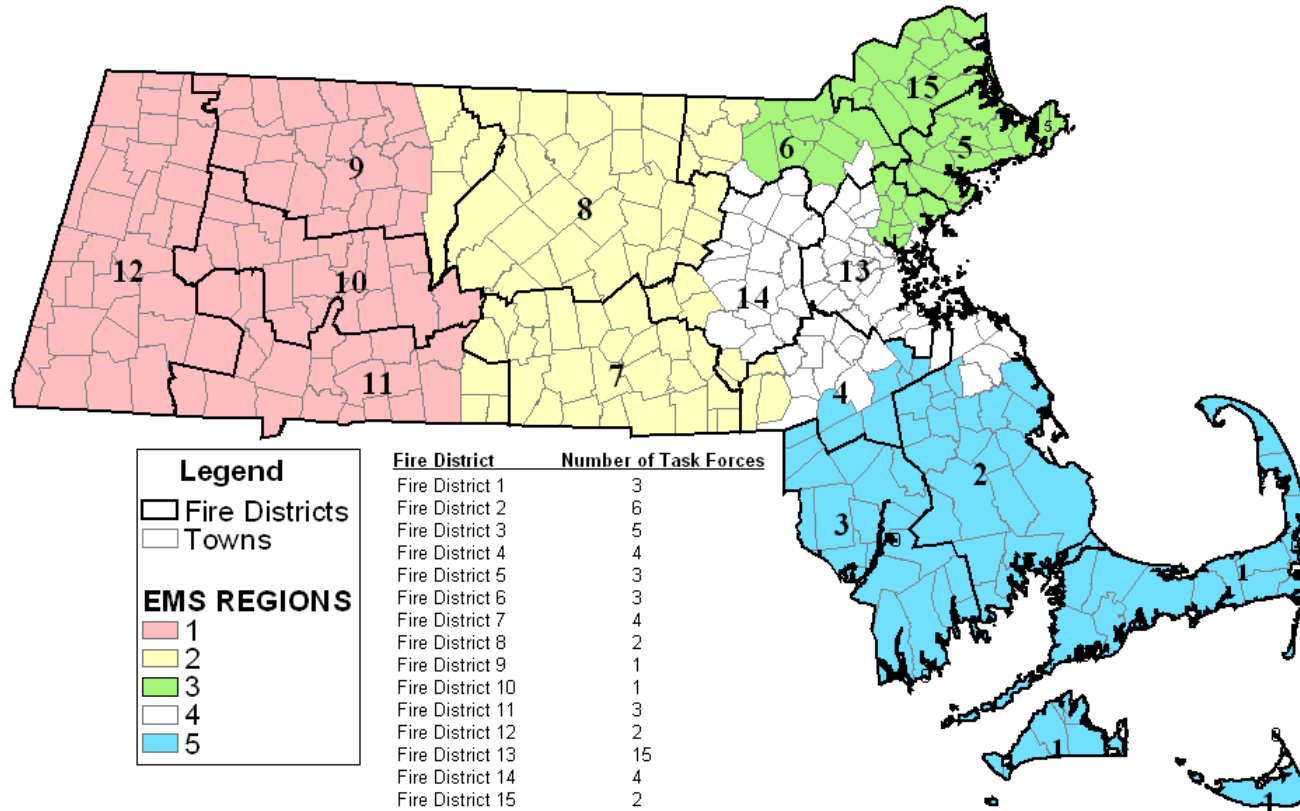 15
5
5
6
9
8
12
10
13
14
11
7
4
2
3
1
1
1
Legend
Fire Districts
Towns
EMS REGIONS
1
2
3
4
5
Fire District Number of Task Forces
Fire District 1 3
Fire District 2 6
Fire District 3 5
Fire District 4 4
Fire District 5 3
Fire District 6 3
Fire District 7 4
Fire District 8 2
Fire District 9 1
Fire District 10 1
Fire District 11 3
Fire District 12 2
Fire District 13 15
Fire District 14 4
Fire District 15 2